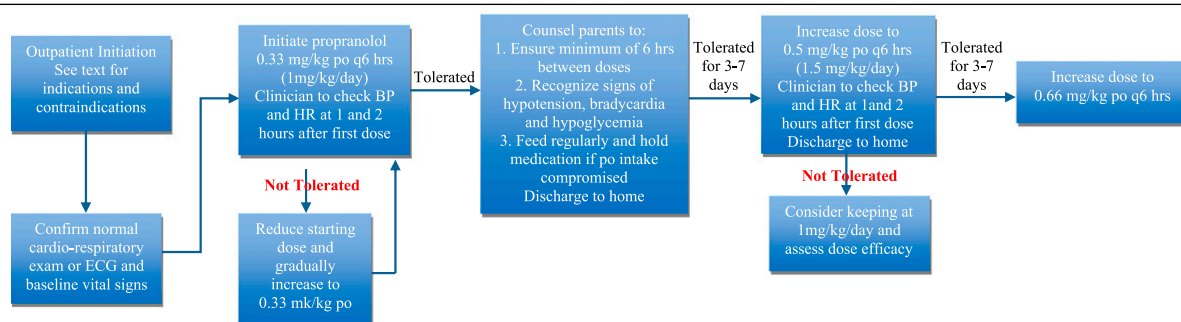 Outpatient Initiation
See text for
indications and
contraindications
Confirm normal
cardio-respiratory
exam or ECG and
baseline vital signs
Initiate propranolol
0.33 mg/kg po q6 hrs
(1mg/kg/day)
Clinician to check BP
and HR at 1 and 2
hours after first dose
Not Tolerated
Reduce starting
dose and
gradually
increase to
0.33 mk/kg po
Tolerated
Counsel parents to:
1. Ensure minimum of 6 hrs
between doses
2. Recognize signs of
hypotension, bradycardia
and hypoglycemia
3. Feed regularly and hold
medication if po intake
compromised
Discharge to home
Tolerated
for 3-7
days
Increase dose to
0.5 mg/kg po q6 hrs
(1.5 mg/kg/day)
Clinician to check BP
and HR at 1and 2
hours after first dose
Discharge to home
Not Tolerated
Consider keeping at
1mg/kg/day and
assess dose efficacy
Tolerated
for 3-7
days
Increase dose to
0.66 mg/kg po q6 hrs